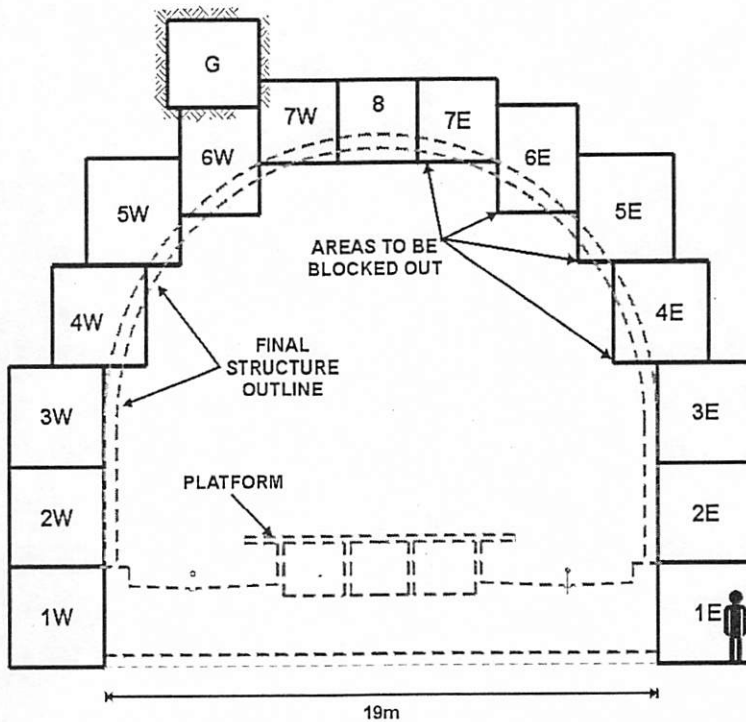 G
7W
8
7E
6W
6E
5W
5E
AREAS TO BE
BLOCKED OUT
4W
4E
FINAL
STRUCTURE
OUTLINE
3W
3E
PLATFORM
2W
2E
1W
1E
19m